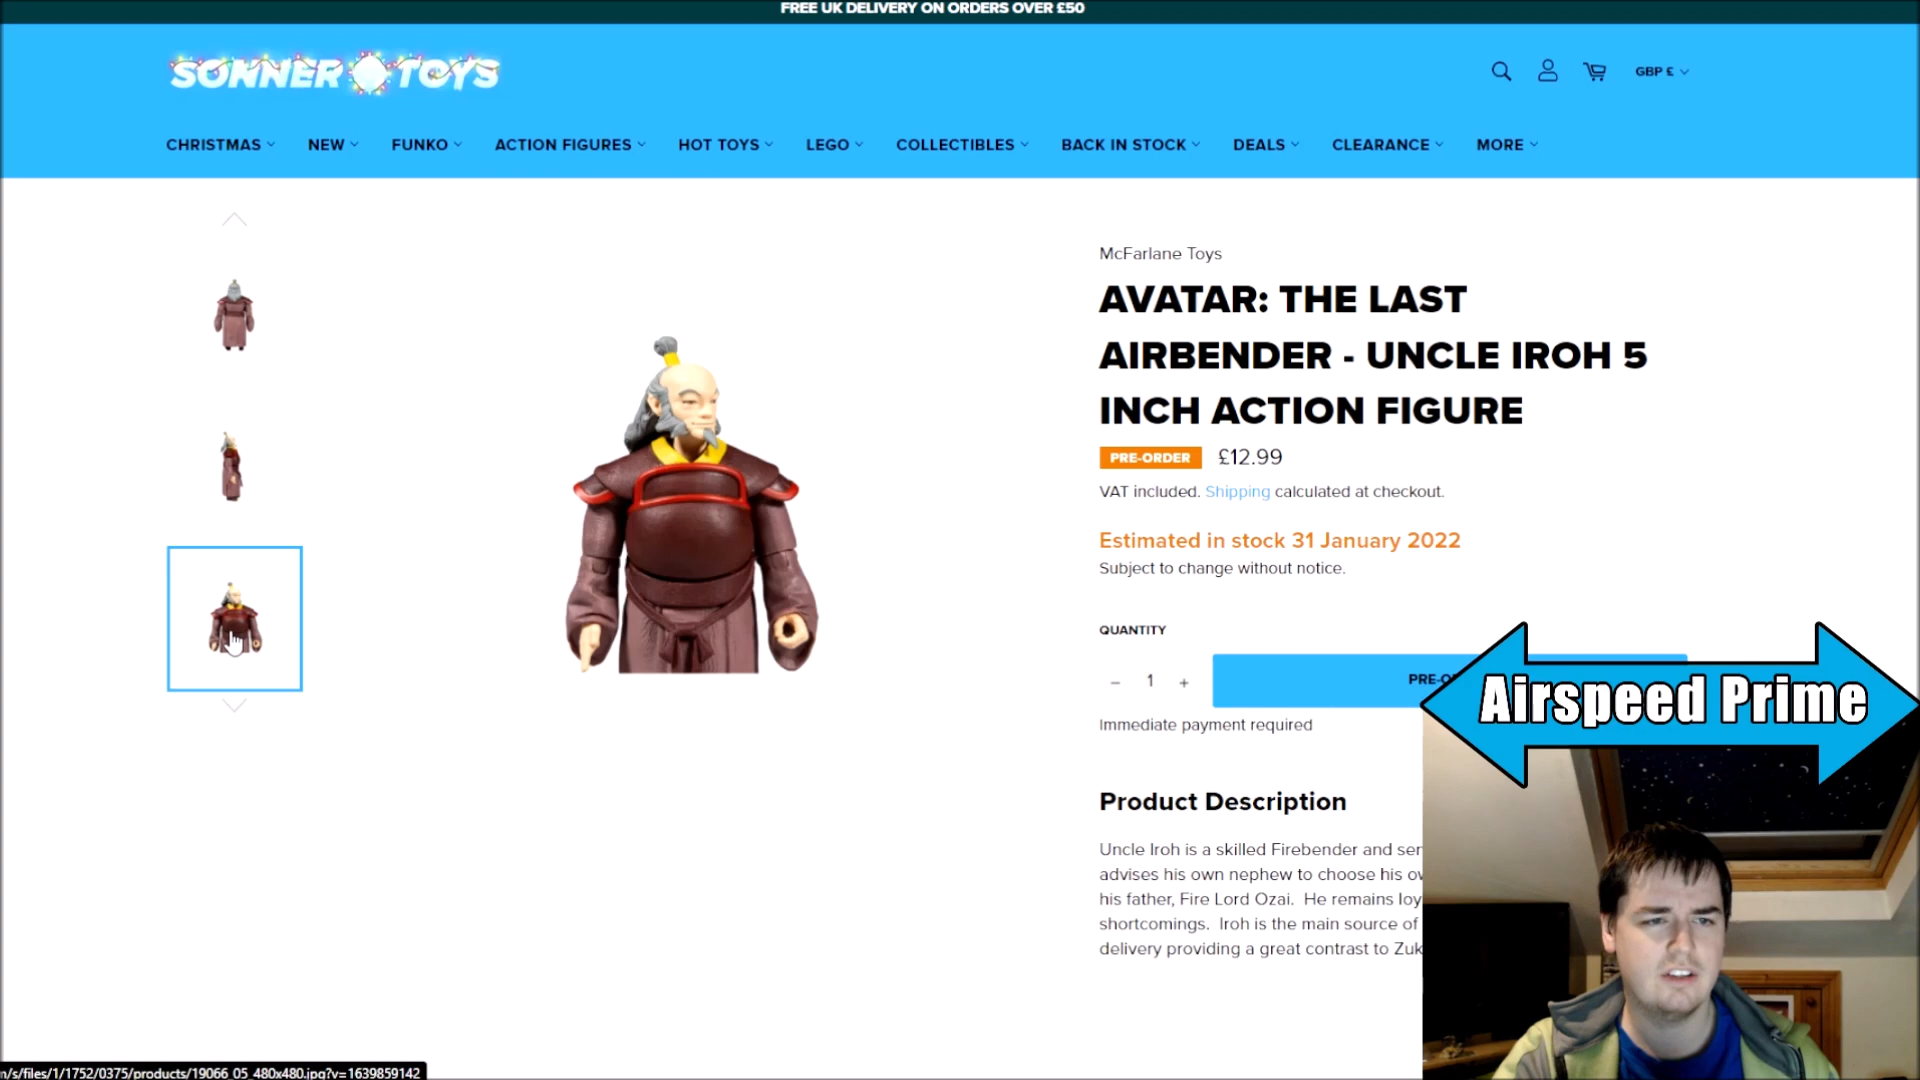 FREE UK DELIVERY ON ORDERS OVER £50
SONNER TOYS
GBP £
CHRISTMAS NEW FUNKO ACTION FIGURES HOT TOYS LEGO COLLECTIBLES BACK IN STOCK DEALS CLEARANCE MORE
McFarlane Toys
AVATAR: THE LAST
AIRBENDER - UNCLE IROH 5
INCH ACTION FIGURE
PRE-ORDER £12.99
VAT included. Shipping calculated at checkout.
Estimated in stock 31 January 2022
Subject to change without notice.
QUANTITY
− 1 +
Airspeed Prime
Immediate payment required
Product Description
Uncle Iroh is a skilled Firebender and
advises his own nephew to choose his
his father, Fire Lord Ozai. He remains
shortcomings. Iroh is the main source of
delivery providing a great contrast to
n/s/files/1/1752/0375/products/19066_05_480x480.jpg?v=1639859142